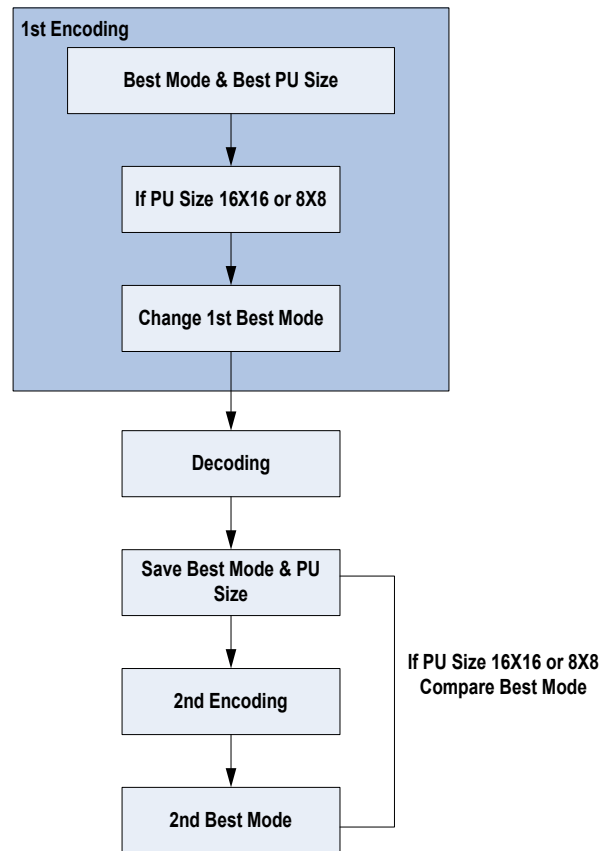 1st Encoding
Best Mode & Best PU Size
If PU Size 16X16 or 8X8
Change 1st Best Mode
Decoding
Save Best Mode & PU
Size
If PU Size 16X16 or 8X8
Compare Best Mode
2nd Encoding
2nd Best Mode